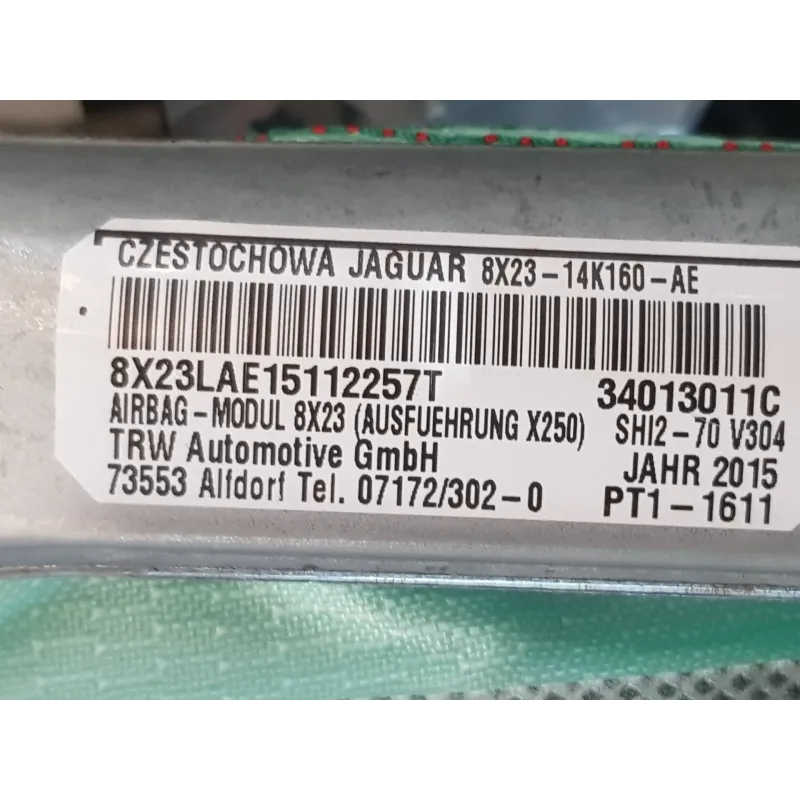 CZESTOCHOWA JAGUAR 8X23-14K160-AE
8X23LAE15112257T 34013011C
AIRBAG-MODUL 8X23 (AUSFUEHRUNG X250) SHI2-70 V304
TRW Automotive GmbH JAHR 2015
73553 Alfdorf Tel. 07172/302-0 PT1-1611